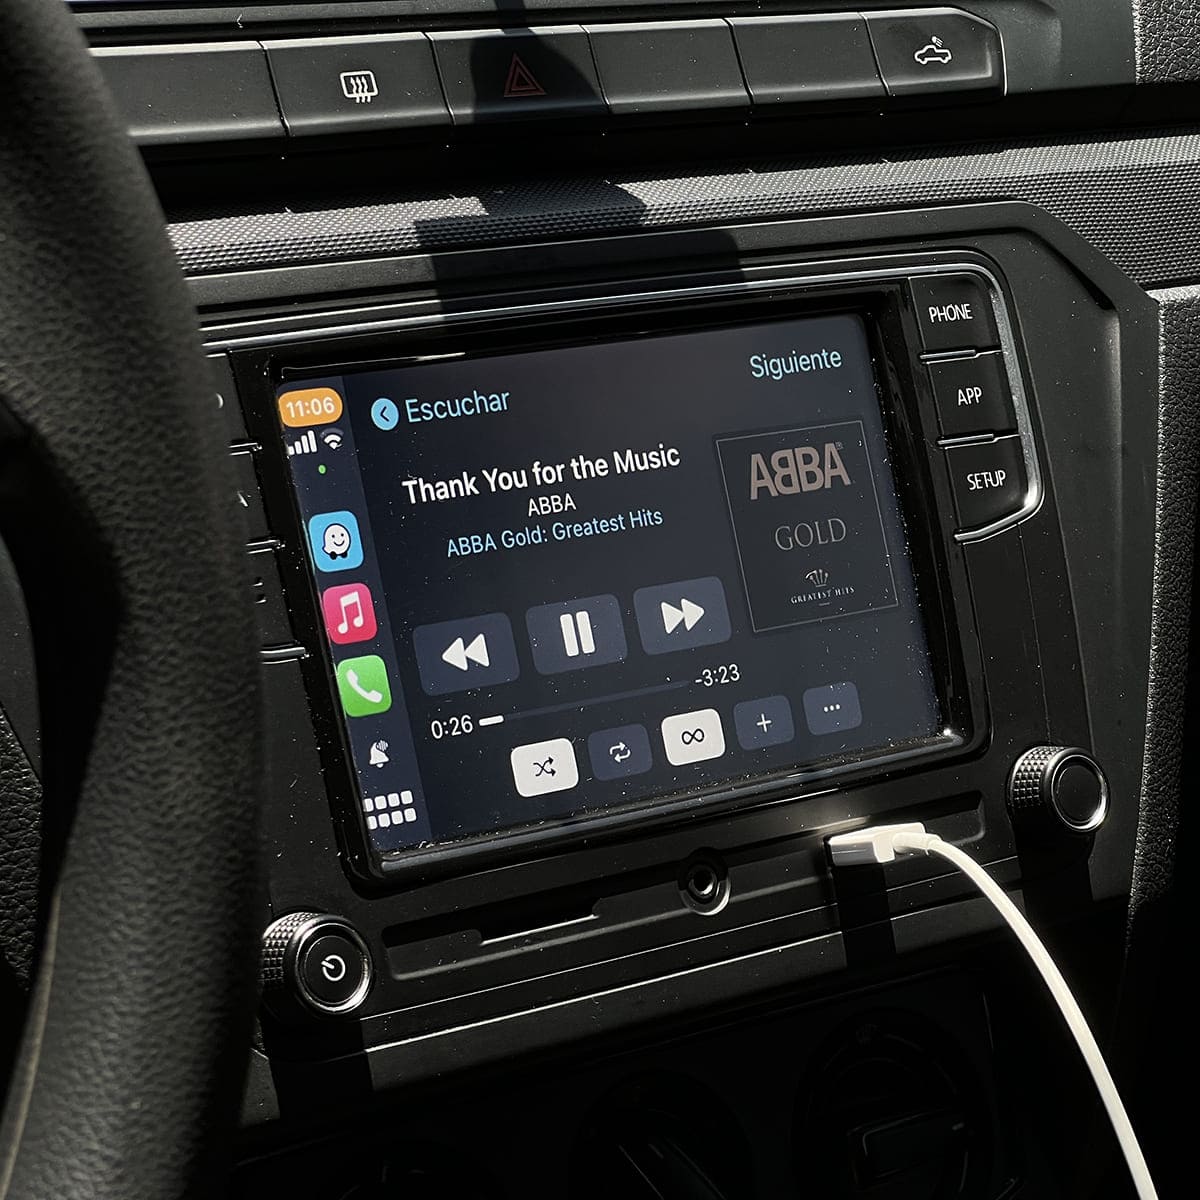 PHONE
APP
SETUP
11:06
Escuchar
Siguiente
Thank You for the Music
ABBA
ABBA Gold: Greatest Hits
ABBA
GOLD
GREATEST HITS
0:26
-3:23